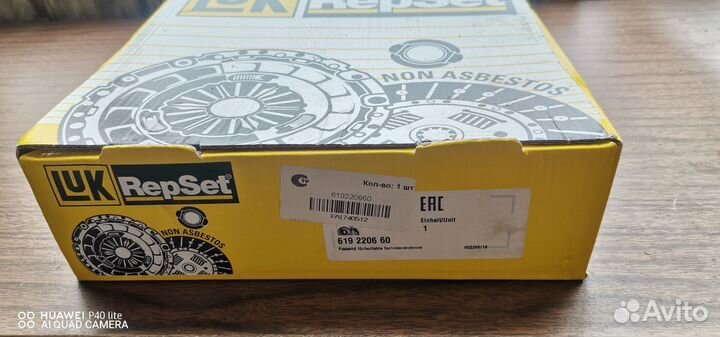 LUK RepSet
NON ASBESTOS
LUK RepSet
NON ASBESTOS
Кол-во: 1 шт
619220660
FA1740512
EAC
Einheit/Unit
1
619 2206 60
HUAWEI P40 lite
AI QUAD CAMERA
Avito